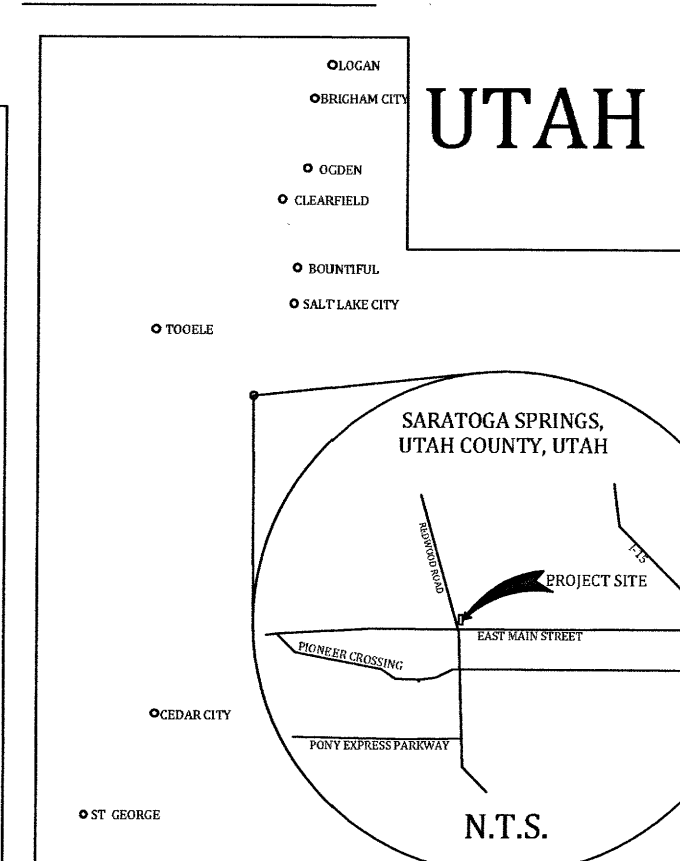 LOGAN
BRIGHAM CITY
UTAH
OGDEN
CLEARFIELD
BOUNTIFUL
SALT LAKE CITY
TOOELE
SARATOGA SPRINGS,
UTAH COUNTY, UTAH
REDWOOD ROAD
I-15
PROJECT SITE
EAST MAIN STREET
PIONEER CROSSING
CEDAR CITY
PONY EXPRESS PARKWAY
ST GEORGE
N.T.S.